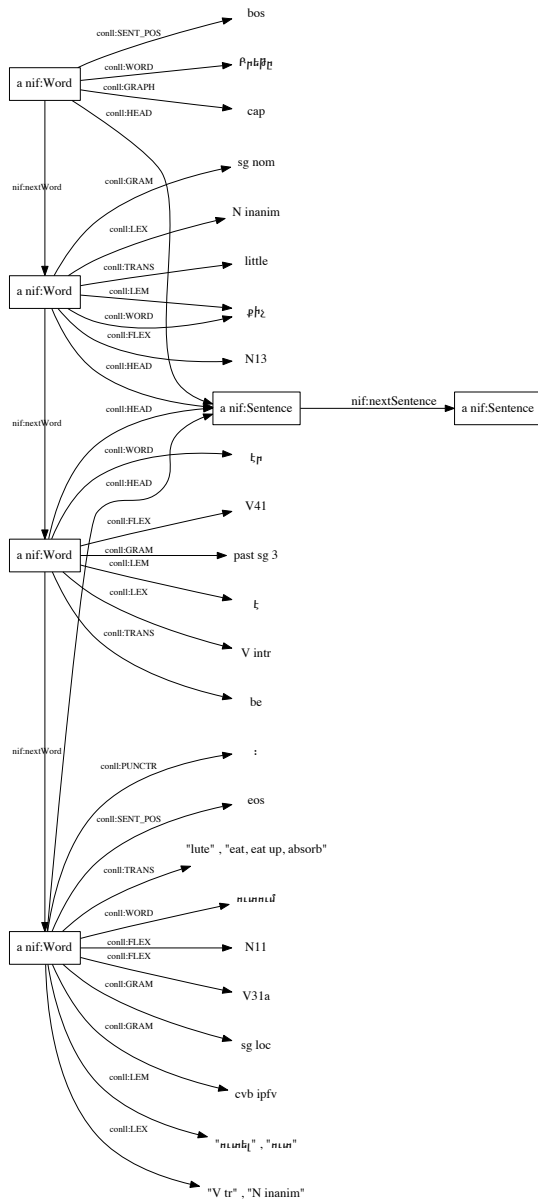 bos
conll:SENT_POS
Բրեթը
conll:WORD
a nif:Word
conll:GRAPH
cap
conll:HEAD
sg nom
conll:GRAM
nif:nextWord
N inanim
conll:LEX
little
conll:TRANS
a nif:Word
conll:LEM
քիչ
conll:WORD
conll:FLEX
N13
conll:HEAD
a nif:Sentence
nif:nextSentence
a nif:Sentence
conll:HEAD
nif:nextWord
conll:WORD
էր
conll:HEAD
V41
conll:FLEX
a nif:Word
conll:GRAM
past sg 3
conll:LEM
conll:LEX
է
conll:TRANS
V intr
be
nif:nextWord
:
conll:PUNCTR
eos
conll:SENT_POS
"lute" , "eat, eat up, absorb"
conll:TRANS
ուտում
conll:WORD
a nif:Word
conll:FLEX
N11
conll:FLEX
V31a
conll:GRAM
sg loc
conll:GRAM
cvb ipfv
conll:LEM
"ուտել" , "ուտ"
conll:LEX
"V tr" , "N inanim"